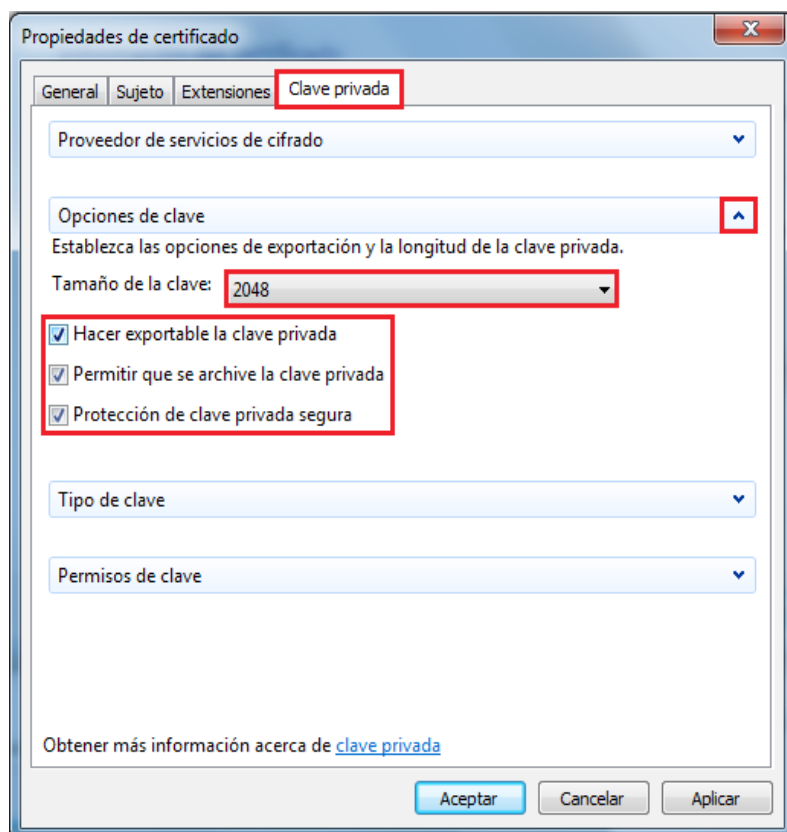 Propiedades de certificado
General Sujeto Extensiones Clave privada
Proveedor de servicios de cifrado
Opciones de clave
Establezca las opciones de exportación y la longitud de la clave privada.
Tamaño de la clave: 2048
Hacer exportable la clave privada
Permitir que se archive la clave privada
Protección de clave privada segura
Tipo de clave
Permisos de clave
Obtener más información acerca de clave privada
Aceptar Cancelar Aplicar